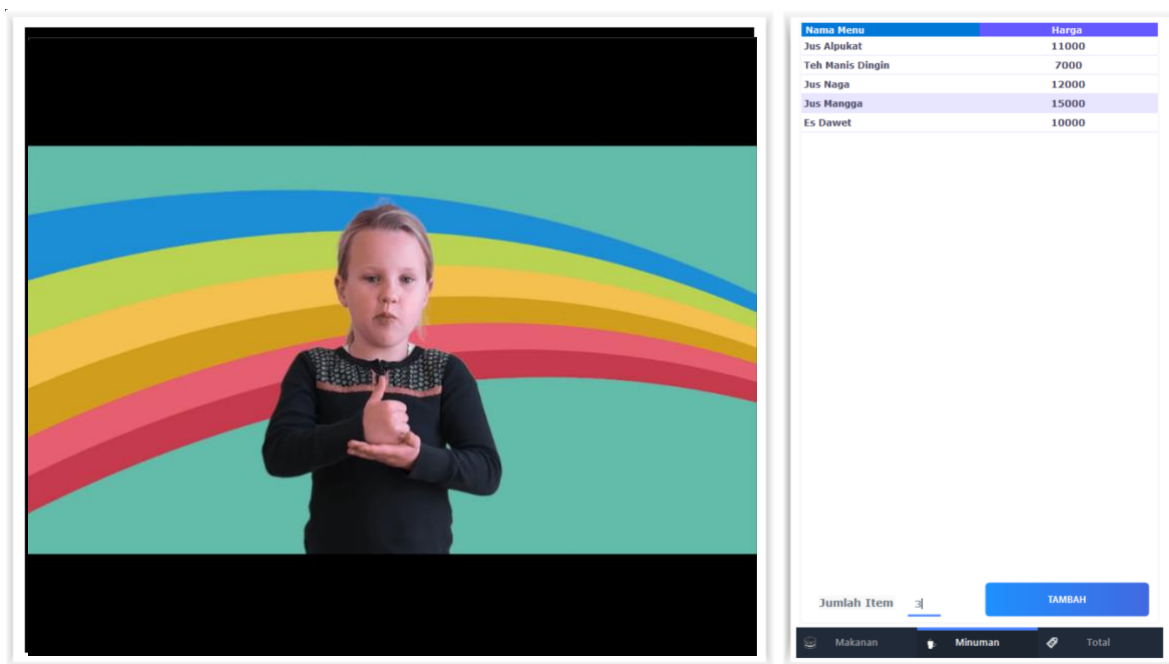 Nama Menu Harga
Jus Alpukat 11000
Teh Manis Dingin 7000
Jus Naga 12000
Jus Mangga 15000
Es Dawet 10000
Jumlah Item 3 TAMBAH
Makanan Minuman Total